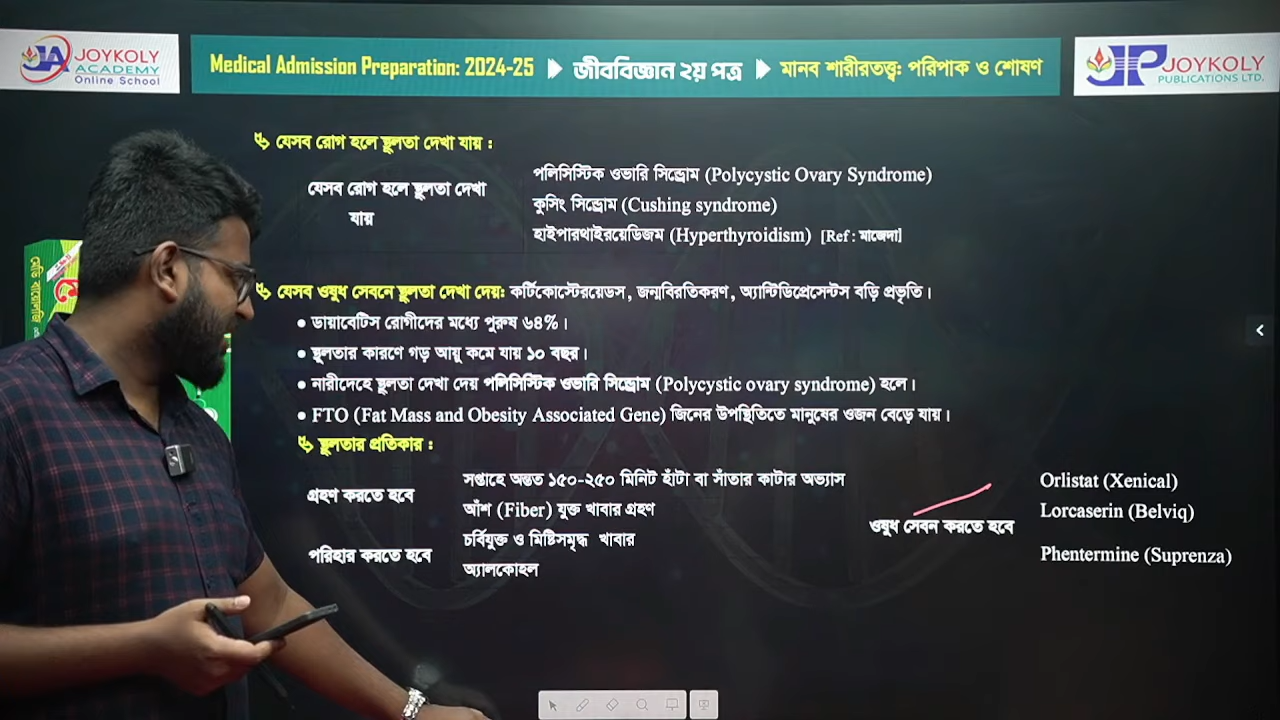 JOYKOLY
ACADEMY
Online School
Medical Admission Preparation: 2024-25 ▶ জীববিজ্ঞান ২য় পত্র ▶ মানব শারীরতত্ত্ব: পরিপাক ও শোষণ
JP JOYKOLY
PUBLICATIONS LTD.
যেসব রোগ হলে স্থূলতা দেখা যায় :
যেসব রোগ হলে স্থূলতা দেখা
যায়
পলিসিস্টিক ওভারি সিন্ড্রোম (Polycystic Ovary Syndrome)
কুসিং সিন্ড্রোম (Cushing syndrome)
হাইপারথাইরয়েডিজম (Hyperthyroidism) [Ref : মাজেদা]
যেসব ওষুধ সেবনে স্থূলতা দেখা দেয়: কর্টিকোস্টেরয়েডস, জন্মবিরতিকরণ, অ্যান্টিডিপ্রেসেন্টস বড়ি প্রভৃতি।
• ডায়াবেটিস রোগীদের মধ্যে পুরুষ ৬৪%।
• স্থূলতার কারণে গড় আয়ু কমে যায় ১০ বছর।
• নারীদেহে স্থূলতা দেখা দেয় পলিসিস্টিক ওভারি সিন্ড্রোম (Polycystic ovary syndrome) হলে।
• FTO (Fat Mass and Obesity Associated Gene) জিনের উপস্থিতিতে মানুষের ওজন বেড়ে যায়।
স্থূলতার প্রতিকার :
গ্রহণ করতে হবে
সপ্তাহে অন্তত ১৫০-২৫০ মিনিট হাঁটা বা সাঁতার কাটার অভ্যাস
আঁশ (Fiber) যুক্ত খাবার গ্রহণ
পরিহার করতে হবে
চর্বিযুক্ত ও মিষ্টিসমৃদ্ধ খাবার
অ্যালকোহল
ওষুধ সেবন করতে হবে
Orlistat (Xenical)
Lorcaserin (Belviq)
Phentermine (Suprenza)